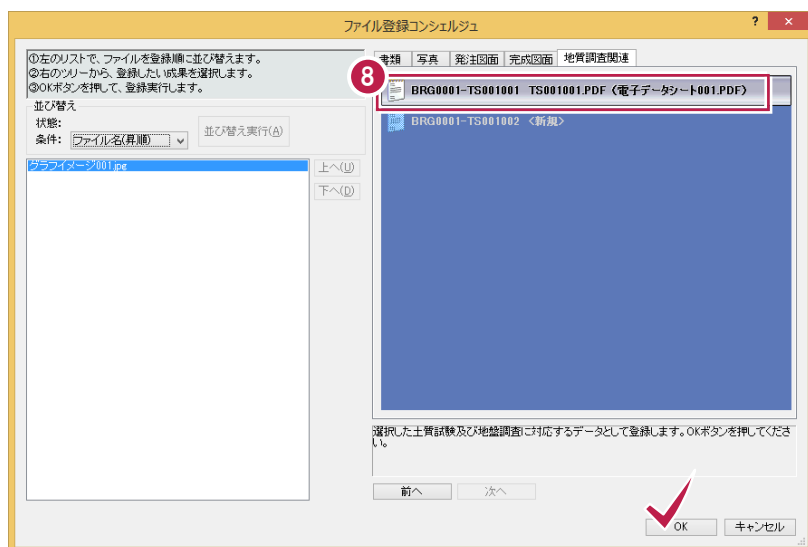 ファイル登録コンシェルジュ
? ×
①左のリストで、ファイルを登録順に並び替えます。
②右のツリーから、登録したい成果を選択します。
③OKボタンを押して、登録実行します。
並び替え
状態:
条件: ファイル名(昇順)
並び替え実行(A)
グラフイメージ001.jpg
上へ(U)
下へ(D)
書類 写真 発注図面 完成図面 地質調査関連
8
BRG0001-TS001001 TS001001.PDF (電子データシート001.PDF)
BRG0001-TS001002 <新規>
選択した土質試験及び地盤調査に対応するデータとして登録します。OKボタンを押してくださ
い。
前へ 次へ
OK キャンセル